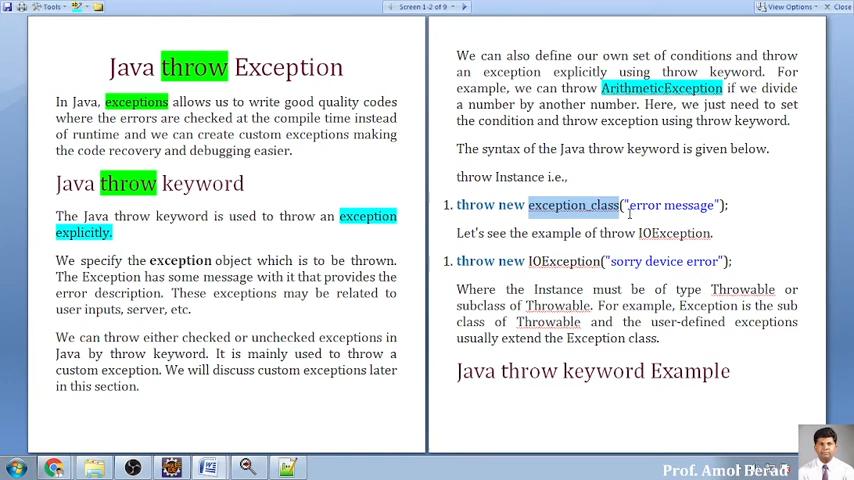 Tools
Screen 1-2 of 9
View Options
Close
Java throw Exception
In Java, exceptions allows us to write good quality codes
where the errors are checked at the compile time instead
of runtime and we can create custom exceptions making
the code recovery and debugging easier.
Java throw keyword
The Java throw keyword is used to throw an exception
explicitly.
We specify the exception object which is to be thrown.
The Exception has some message with it that provides the
error description. These exceptions may be related to
user inputs, server, etc.
We can throw either checked or unchecked exceptions in
Java by throw keyword. It is mainly used to throw a
custom exception. We will discuss custom exceptions later
in this section.
We can also define our own set of conditions and throw
an exception explicitly using throw keyword. For
example, we can throw ArithmeticException if we divide
a number by another number. Here, we just need to set
the condition and throw exception using throw keyword.
The syntax of the Java throw keyword is given below.
throw Instance i.e.,
1. throw new exception_class("error message");
Let's see the example of throw IOException.
1. throw new IOException("sorry device error");
Where the Instance must be of type Throwable or
subclass of Throwable. For example, Exception is the sub
class of Throwable and the user-defined exceptions
usually extend the Exception class.
Java throw keyword Example
Prof. Amol Berad